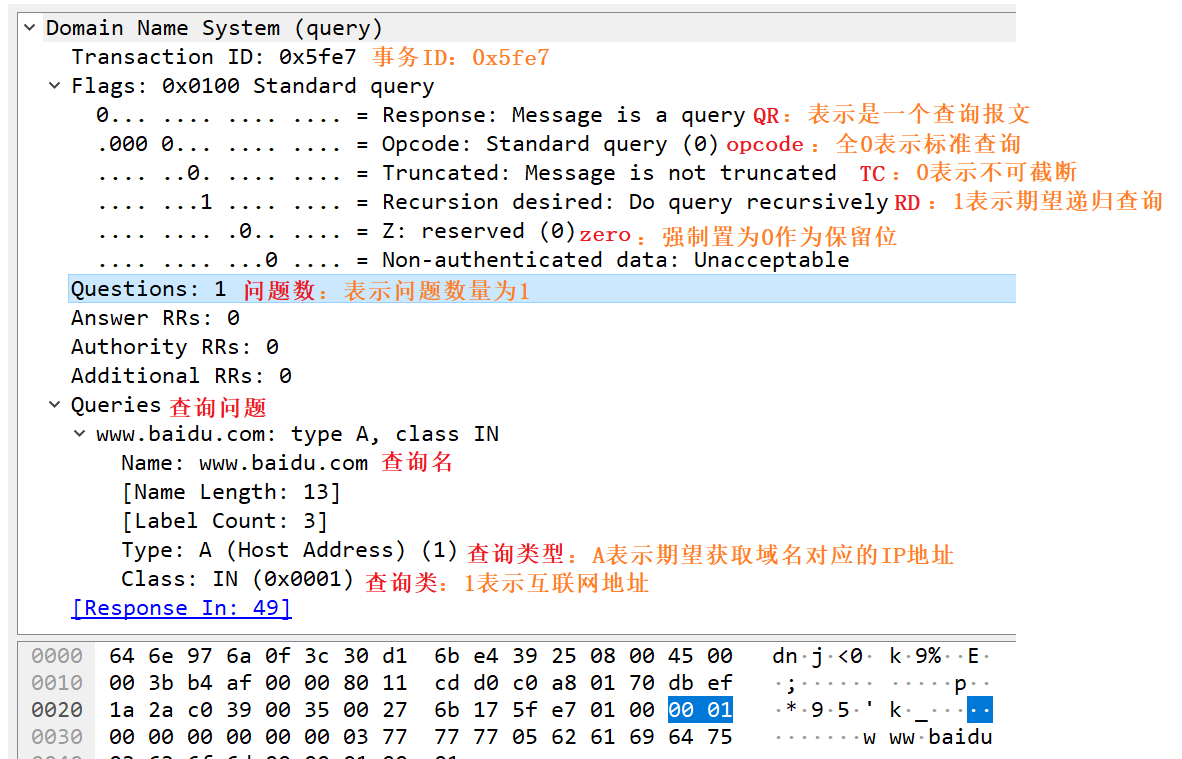 Domain Name System (query)
Transaction ID: 0x5fe7 事务ID：0x5fe7
Flags: 0x0100 Standard query
0... .... .... .... = Response: Message is a query QR：表示是一个查询报文
.000 0... .... .... = Opcode: Standard query (0) opcode：全0表示标准查询
.... ..0. .... .... = Truncated: Message is not truncated TC：0表示不可截断
.... ...1 .... .... = Recursion desired: Do query recursively RD：1表示期望递归查询
.... .... .0.. .... = Z: reserved (0) zero：强制置为0作为保留位
.... .... ...0 .... = Non-authenticated data: Unacceptable
Questions: 1 问题数：表示问题数量为1
Answer RRs: 0
Authority RRs: 0
Additional RRs: 0
Queries 查询问题
www.baidu.com: type A, class IN
Name: www.baidu.com 查询名
[Name Length: 13]
[Label Count: 3]
Type: A (Host Address) (1) 查询类型：A表示期望获取域名对应的IP地址
Class: IN (0x0001) 查询类：1表示互联网地址
[Response In: 49]
0000 64 6e 97 6a 0f 3c 30 d1 6b e4 39 25 08 00 45 00 dn·j·<0· k·9%··E·
0010 00 3b b4 af 00 00 80 11 cd d0 c0 a8 01 70 db ef ·;······ ·····p··
0020 1a 2a c0 39 00 35 00 27 6b 17 5f e7 01 00 00 01 ·*·9·5·' k·_·····
0030 00 00 00 00 00 00 03 77 77 77 05 62 61 69 64 75 ·······w ww·baidu